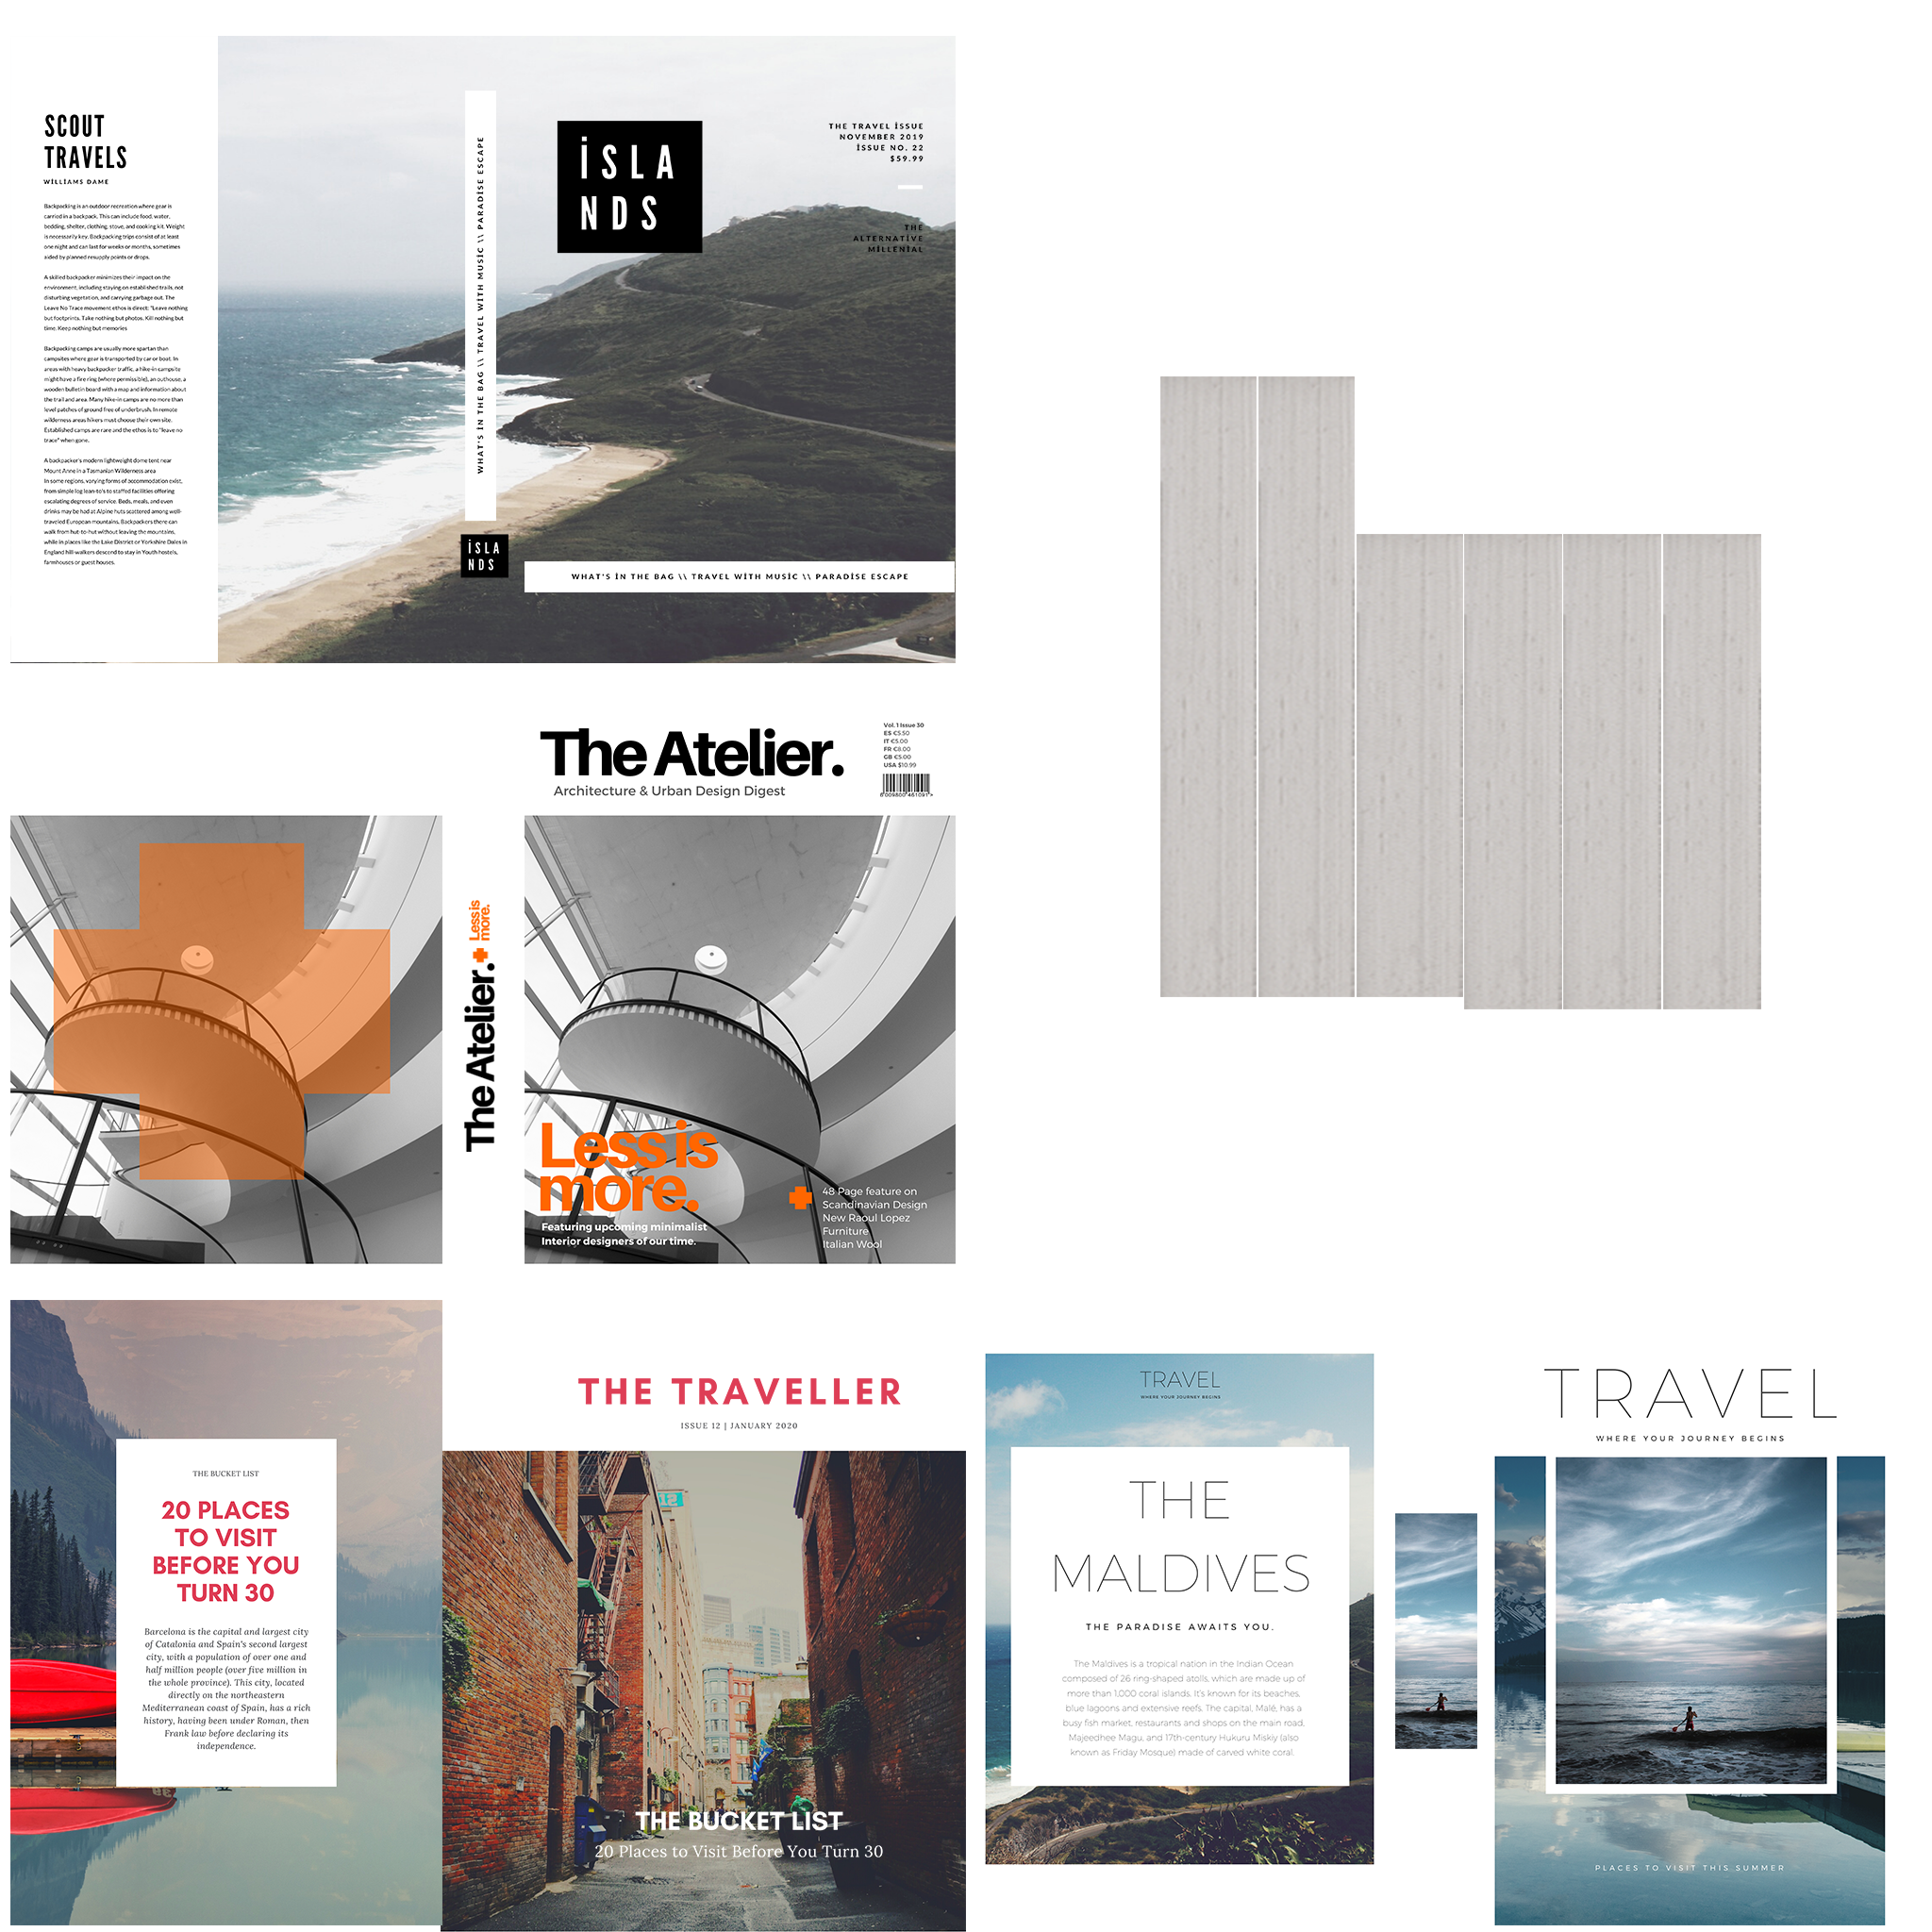 SCOUT
TRAVELS
WİLLİAMS DAME
Backpacking is an outdoor recreation where gear is
carried in a backpack. This can include food, water,
bedding, shelter, clothing, stove, and cooking kit. Weight
is necessarily key. Backpacking trips consist of at least
one night and can last for weeks or months, sometimes
aided by planned resupply points or drops.
A skilled backpacker minimizes their impact on the
environment, including staying on established trails, not
disturbing vegetation, and carrying garbage out. The
Leave No Trace movement ethos is direct: "Leave nothing
but footprints. Take nothing but photos. Kill nothing but
time. Keep nothing but memories
Backpacking camps are usually more spartan than
campsites where gear is transported by car or boat. In
areas with heavy backpacker traffic, a hike-in campsite
might have a fire ring (where permissible), an outhouse, a
wooden bulletin board with a map and information about
the trail and area. Many hike-in camps are no more than
level patches of ground free of underbrush. In remote
wilderness areas hikers must choose their own site.
Established camps are rare and the ethos is to "leave no
trace" when gone.
A backpacker's modern lightweight dome tent near
Mount Anne in a Tasmanian Wilderness area
In some regions, varying forms of accommodation exist,
from simple log lean-to's to staffed facilities offering
escalating degrees of service. Beds, meals, and even
drinks may be had at Alpine huts scattered among well-
traveled European mountains. Backpackers there can
walk from hut-to-hut without leaving the mountains,
while in places like the Lake District or Yorkshire Dales in
England hill-walkers descend to stay in Youth hostels,
farmhouses or guest houses.
WHAT'S İN THE BAG \\ TRAVEL WİTH MUSİC \\ PARADİSE ESCAPE
İSLA
NDS
İSLA
NDS
THE TRAVEL İSSUE
NOVEMBER 2019
İSSUE NO. 22
$59.99
THE
ALTERNATİVE
MİLLENİAL
WHAT'S İN THE BAG \\ TRAVEL WİTH MUSİC \\ PARADİSE ESCAPE
The Atelier.
Architecture & Urban Design Digest
Vol. 1 Issue 30
ES €5.50
IT €5.00
FR €8.00
GB €5.00
USA $10.99
The Atelier.
Less is
more.
Less is
more.
Featuring upcoming minimalist
Interior designers of our time.
48 Page feature on
Scandinavian Design
New Raoul Lopez
Furniture
Italian Wool
THE BUCKET LIST
20 PLACES
TO VISIT
BEFORE YOU
TURN 30
Barcelona is the capital and largest city
of Catalonia and Spain's second largest
city, with a population of over one and
half million people (over five million in
the whole province). This city, located
directly on the northeastern
Mediterranean coast of Spain, has a rich
history, having been under Roman, then
Frank law before declaring its
independence.
THE TRAVELLER
ISSUE 12 | JANUARY 2020
12
THE BUCKET LIST
20 Places to Visit Before You Turn 30
TRAVEL
WHERE YOUR JOURNEY BEGINS
THE
MALDIVES
THE PARADISE AWAITS YOU.
The Maldives is a tropical nation in the Indian Ocean
composed of 26 ring-shaped atolls, which are made up of
more than 1,000 coral islands. It's known for its beaches,
blue lagoons and extensive reefs. The capital, Malé, has a
busy fish market, restaurants and shops on the main road,
Majeedhee Magu, and 17th-century Hukuru Miskiy (also
known as Friday Mosque) made of carved white coral.
TRAVEL
WHERE YOUR JOURNEY BEGINS
PLACES TO VISIT THIS SUMMER